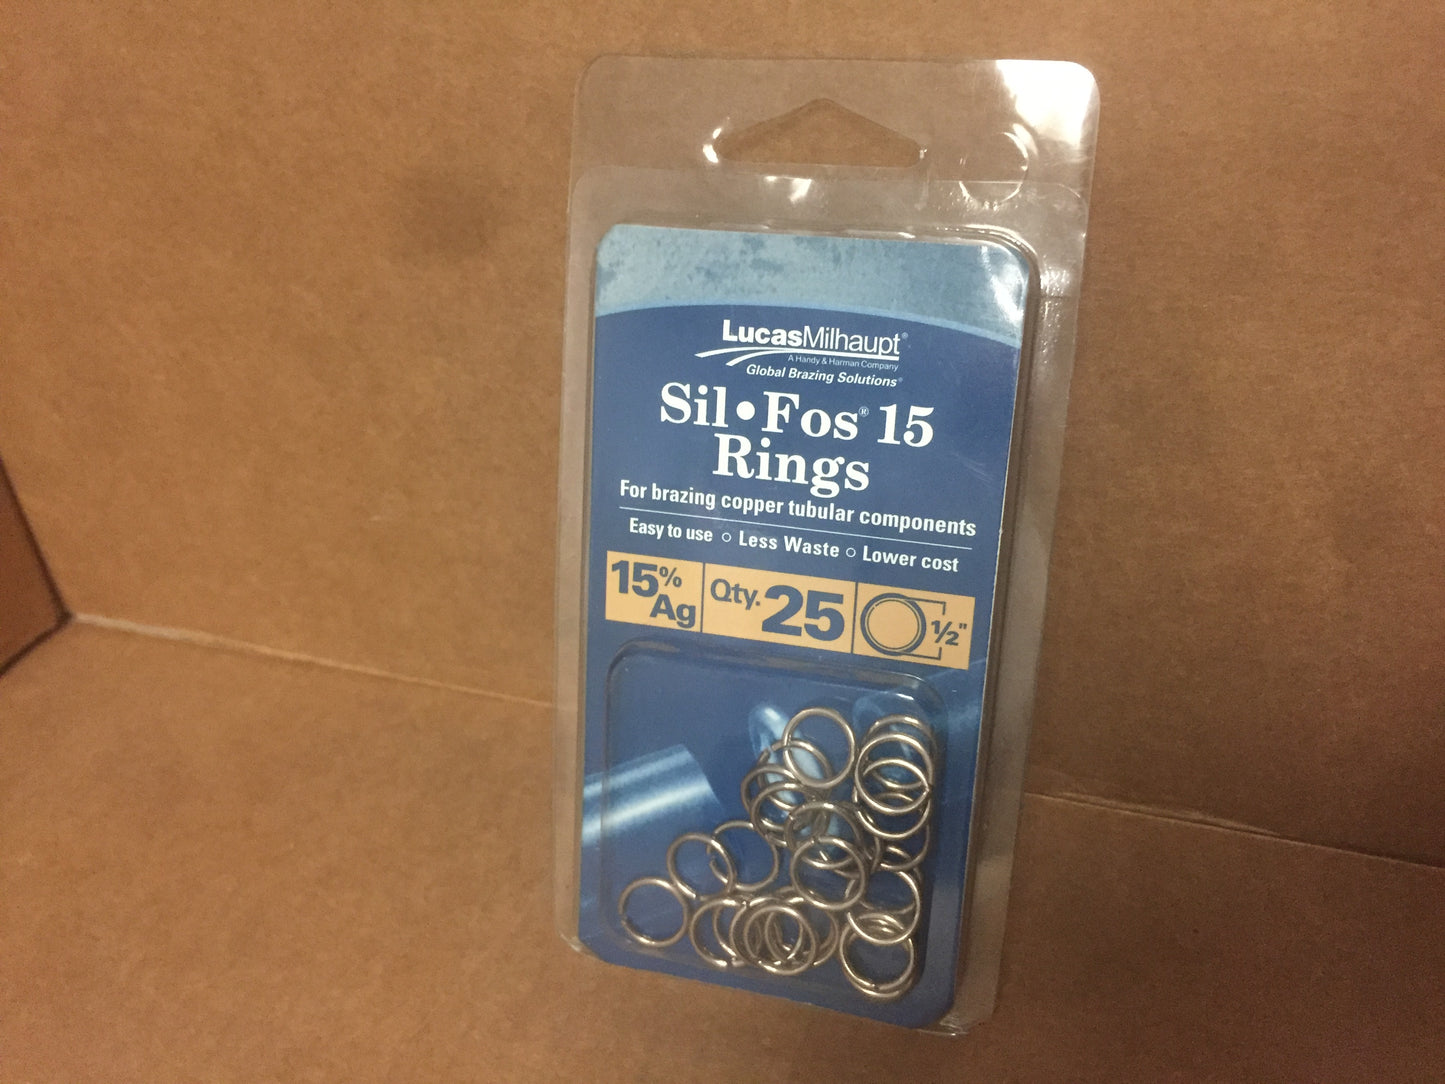 LucasMilhaupt®
A Handy & Harman Company
Global Brazing Solutions®
Sil•Fos® 15
Rings
For brazing copper tubular components
Easy to use ○ Less Waste ○ Lower cost
15% Ag Qty. 25 ½"